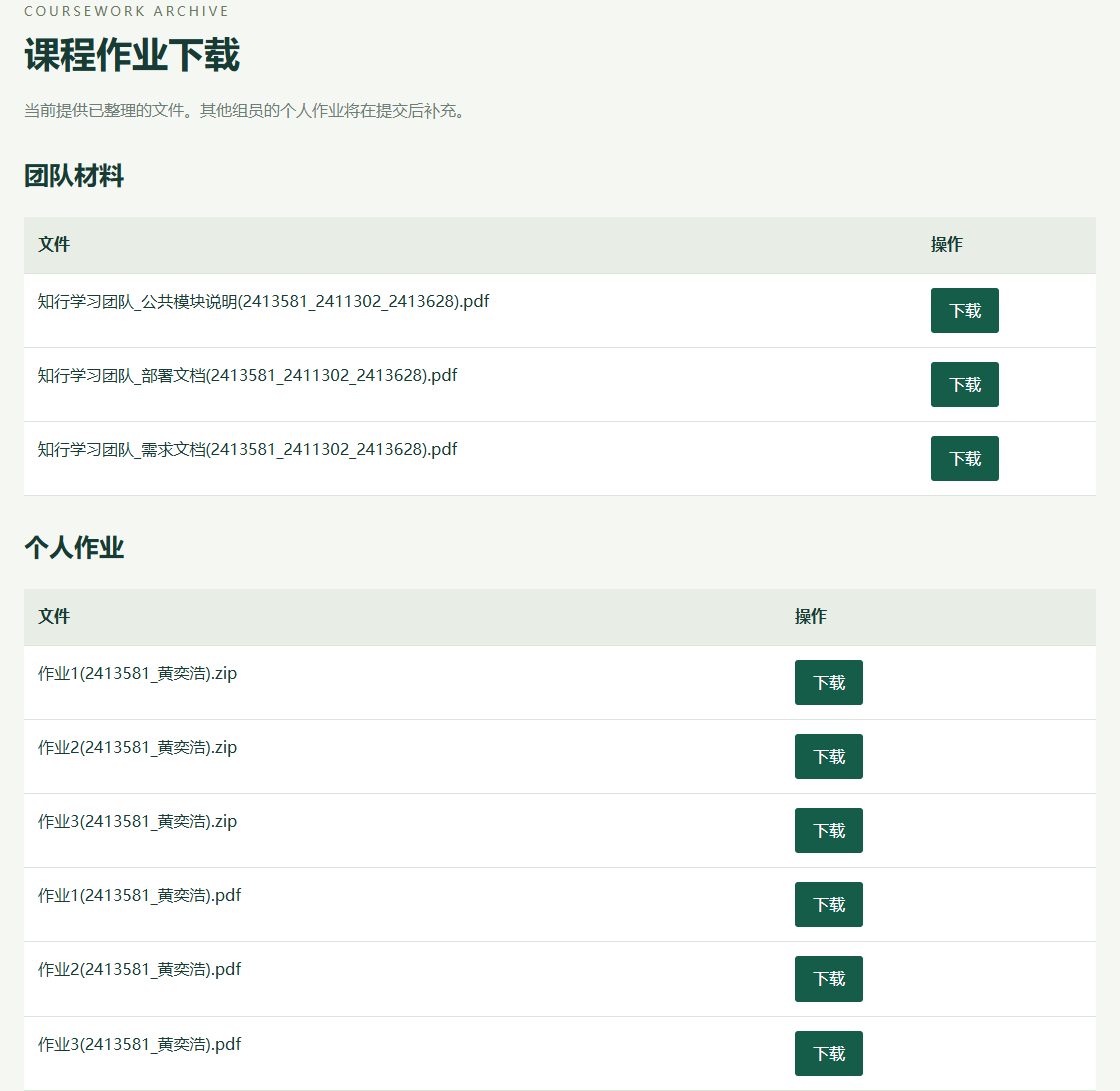 COURSEWORK ARCHIVE
课程作业下载
当前提供已整理的文件。其他组员的个人作业将在提交后补充。
团队材料
文件 操作
知行学习团队_公共模块说明(2413581_2411302_2413628).pdf 下载
知行学习团队_部署文档(2413581_2411302_2413628).pdf 下载
知行学习团队_需求文档(2413581_2411302_2413628).pdf 下载
个人作业
文件 操作
作业1(2413581_黄奕浩).zip 下载
作业2(2413581_黄奕浩).zip 下载
作业3(2413581_黄奕浩).zip 下载
作业1(2413581_黄奕浩).pdf 下载
作业2(2413581_黄奕浩).pdf 下载
作业3(2413581_黄奕浩).pdf 下载